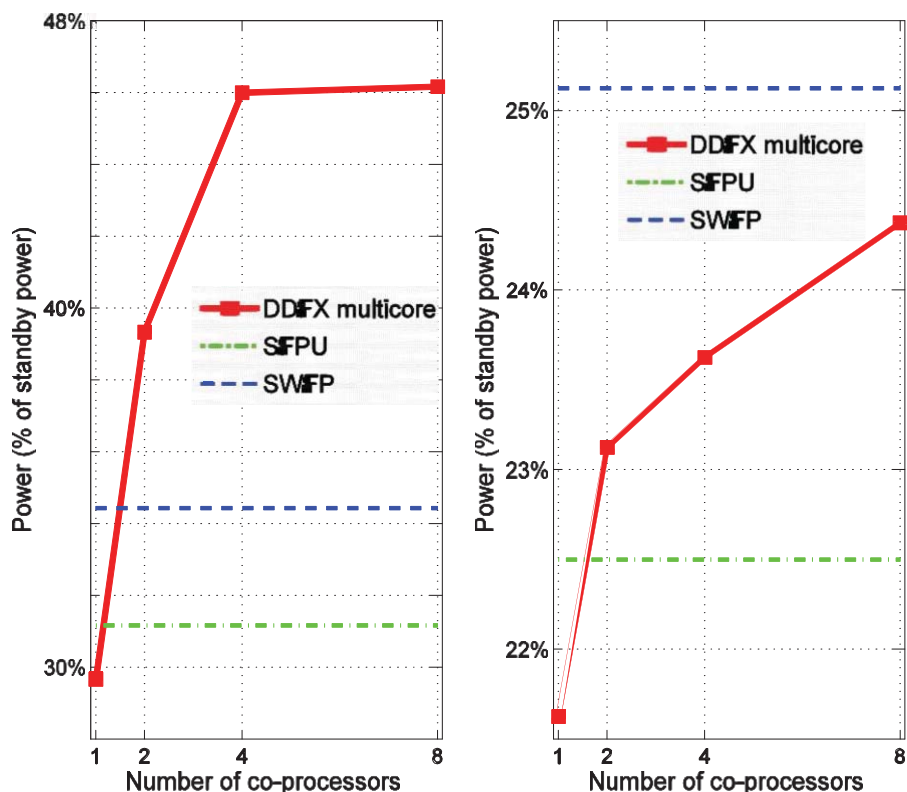 48%
40%
30%
Power (% of standby power)
DD#FX multicore
S#FPU
SW#FP
1 2 4 8
Number of co-processors
25%
24%
23%
22%
Power (% of standby power)
DD#FX multicore
S#FPU
SW#FP
1 2 4 8
Number of co-processors